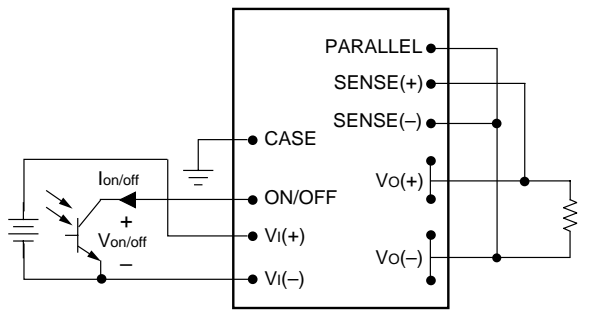 PARALLEL
SENSE(+)
SENSE(–)
CASE
Ion/off
ON/OFF
VO(+)
+
Von/off
–
VI(+)
VO(–)
VI(–)